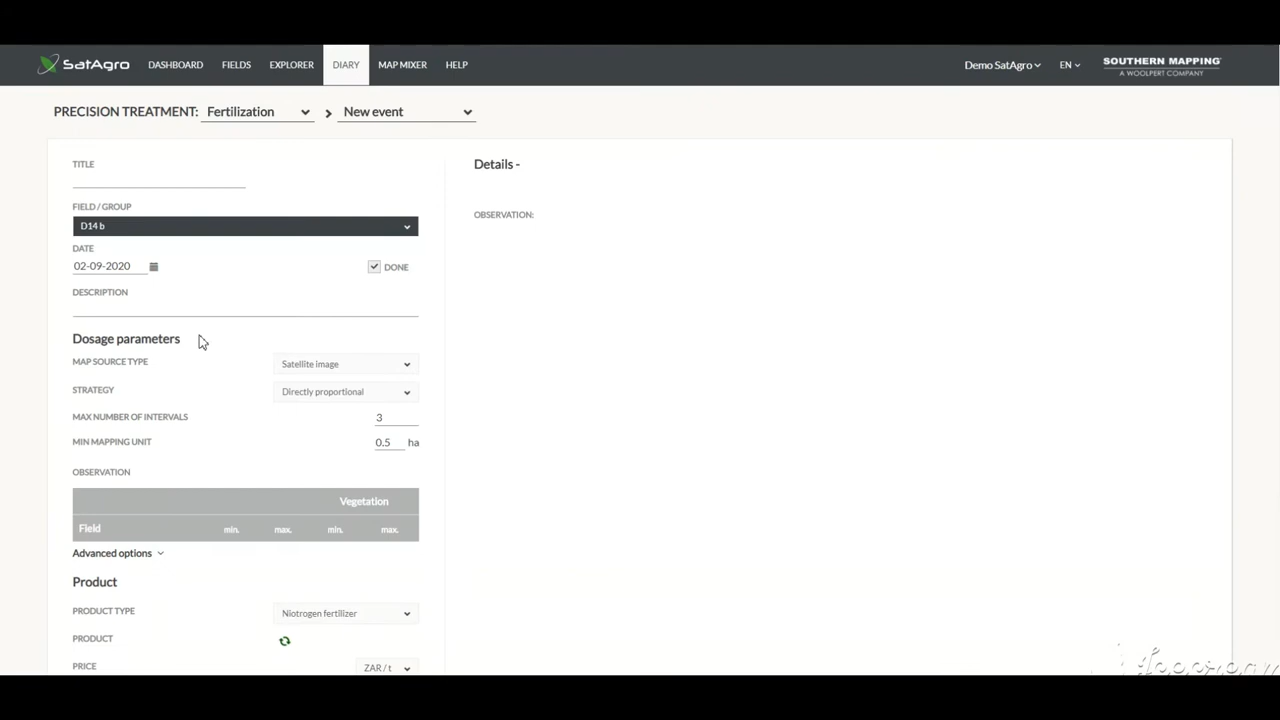 SatAgro DASHBOARD FIELDS EXPLORER DIARY MAP MIXER HELP Demo SatAgro EN SOUTHERN MAPPING
A WOOLPERT COMPANY
PRECISION TREATMENT: Fertilization > New event
TITLE
Details -
FIELD / GROUP
D14 b
OBSERVATION:
DATE
02-09-2020
DONE
DESCRIPTION
Dosage parameters
MAP SOURCE TYPE Satellite image
STRATEGY Directly proportional
MAX NUMBER OF INTERVALS 3
MIN MAPPING UNIT 0.5 ha
OBSERVATION
Vegetation
Field min. max. min. max.
Advanced options
Product
PRODUCT TYPE Niotrogen fertilizer
PRODUCT
PRICE ZAR / t